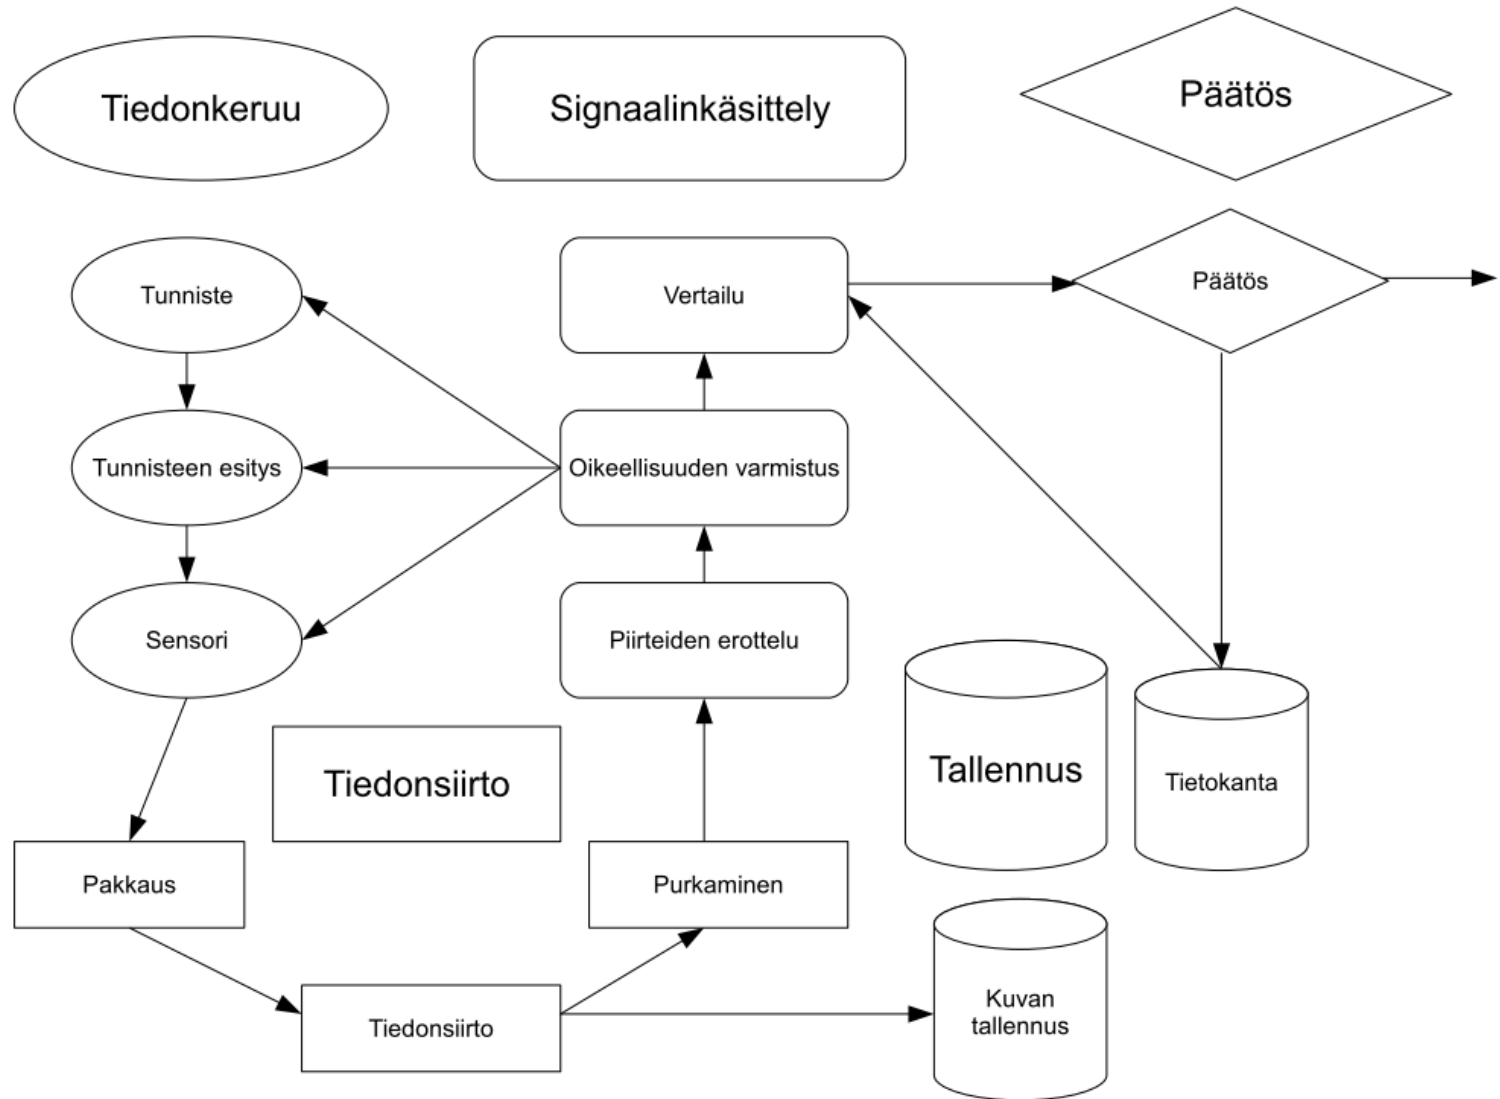 Tiedonkeruu
Signaalinkäsittely
Päätös
Tunniste
Vertailu
Päätös
Tunnisteen esitys
Oikeellisuuden varmistus
Sensori
Piirteiden erottelu
Tiedonsiirto
Tallennus
Tietokanta
Pakkaus
Purkaminen
Tiedonsiirto
Kuvan
tallennus